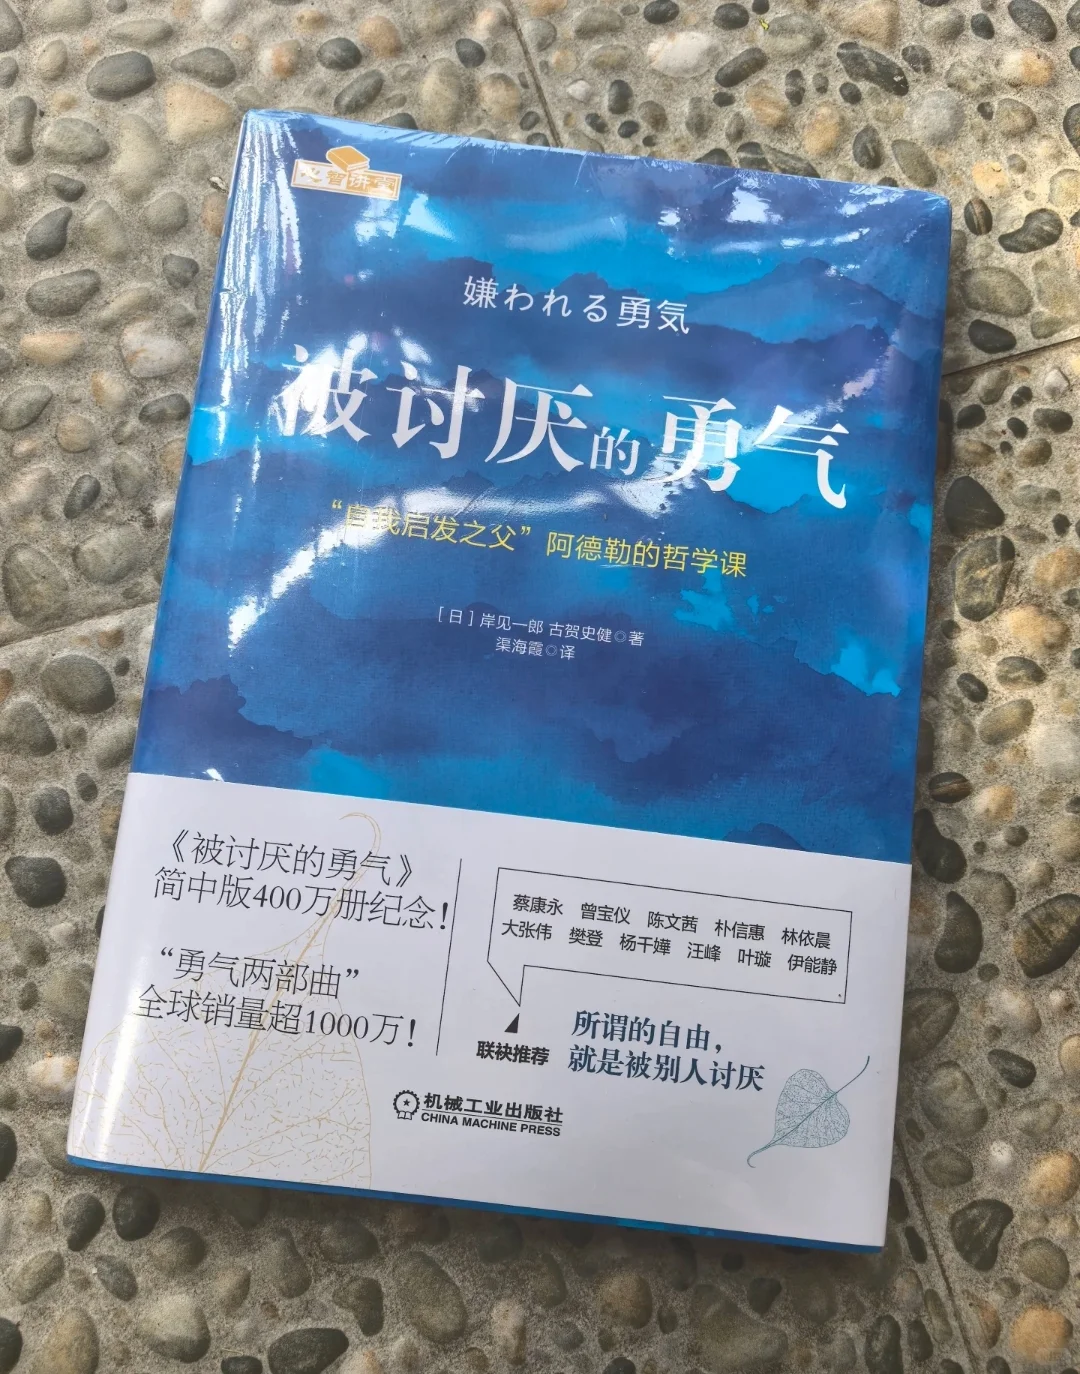 心智讲堂
嫌われる勇気
被讨厌的勇气
“自我启发之父”阿德勒的哲学课
[日]岸见一郎 古贺史健◎著
渠海霞◎译
《被讨厌的勇气》
简中版400万册纪念！
“勇气两部曲”
全球销量超1000万！
蔡康永 曾宝仪 陈文茜 朴信惠 林依晨
大张伟 樊登 杨千嬅 汪峰 叶璇 伊能静
联袂推荐
所谓的自由，
就是被别人讨厌
机械工业出版社
CHINA MACHINE PRESS